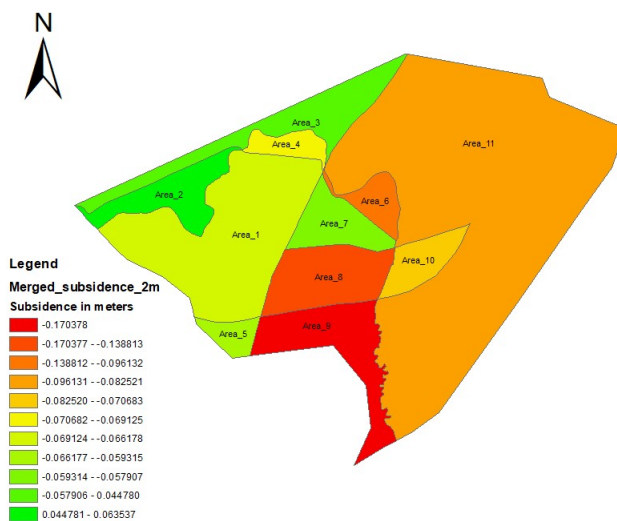 N
Area_3
Area_4
Area_11
Area_2
Area_6
Area_7
Area_1
Area_10
Area_8
Area_9
Area_5
Legend
Merged_subsidence_2m
Subsidence in meters
-0.170378
-0.170377 - -0.138813
-0.138812 - -0.096132
-0.096131 - -0.082521
-0.082520 - -0.070683
-0.070682 - -0.069125
-0.069124 - -0.066178
-0.066177 - -0.059315
-0.059314 - -0.057907
-0.057906 - 0.044780
0.044781 - 0.063537